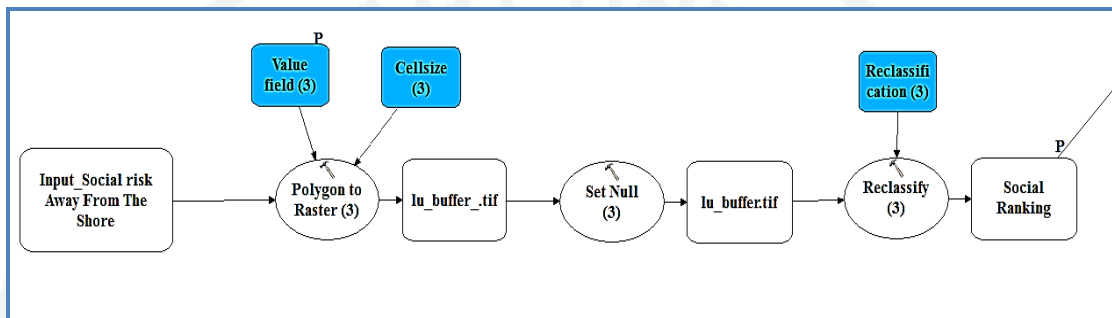 P
Value
field (3)
Cellsize
(3)
Reclassifi
cation (3)
Input_Social risk
Away From The
Shore
Polygon to
Raster (3)
lu_buffer_.tif
Set Null
(3)
lu_buffer.tif
Reclassify
(3)
P
Social
Ranking